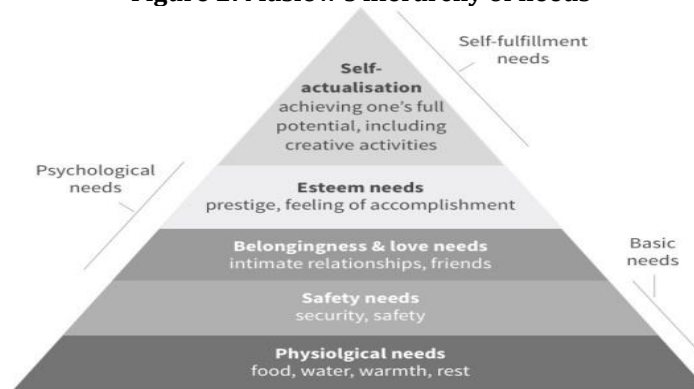 Figure 1: Maslow's hierarchy of needs
Self-fulfillment
needs
Self-
actualisation
achieving one's full
potential, including
creative activities
Psychological
needs
Esteem needs
prestige, feeling of accomplishment
Belongingness & love needs
intimate relationships, friends
Basic
needs
Safety needs
security, safety
Physiolgical needs
food, water, warmth, rest